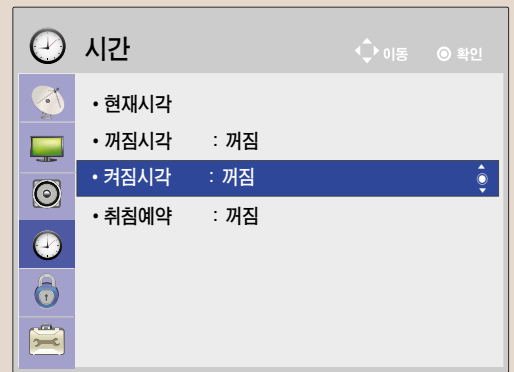 시간
이동 확인
• 현재시각
• 꺼짐시각 : 꺼짐
• 켜짐시각 : 꺼짐
• 취침예약 : 꺼짐